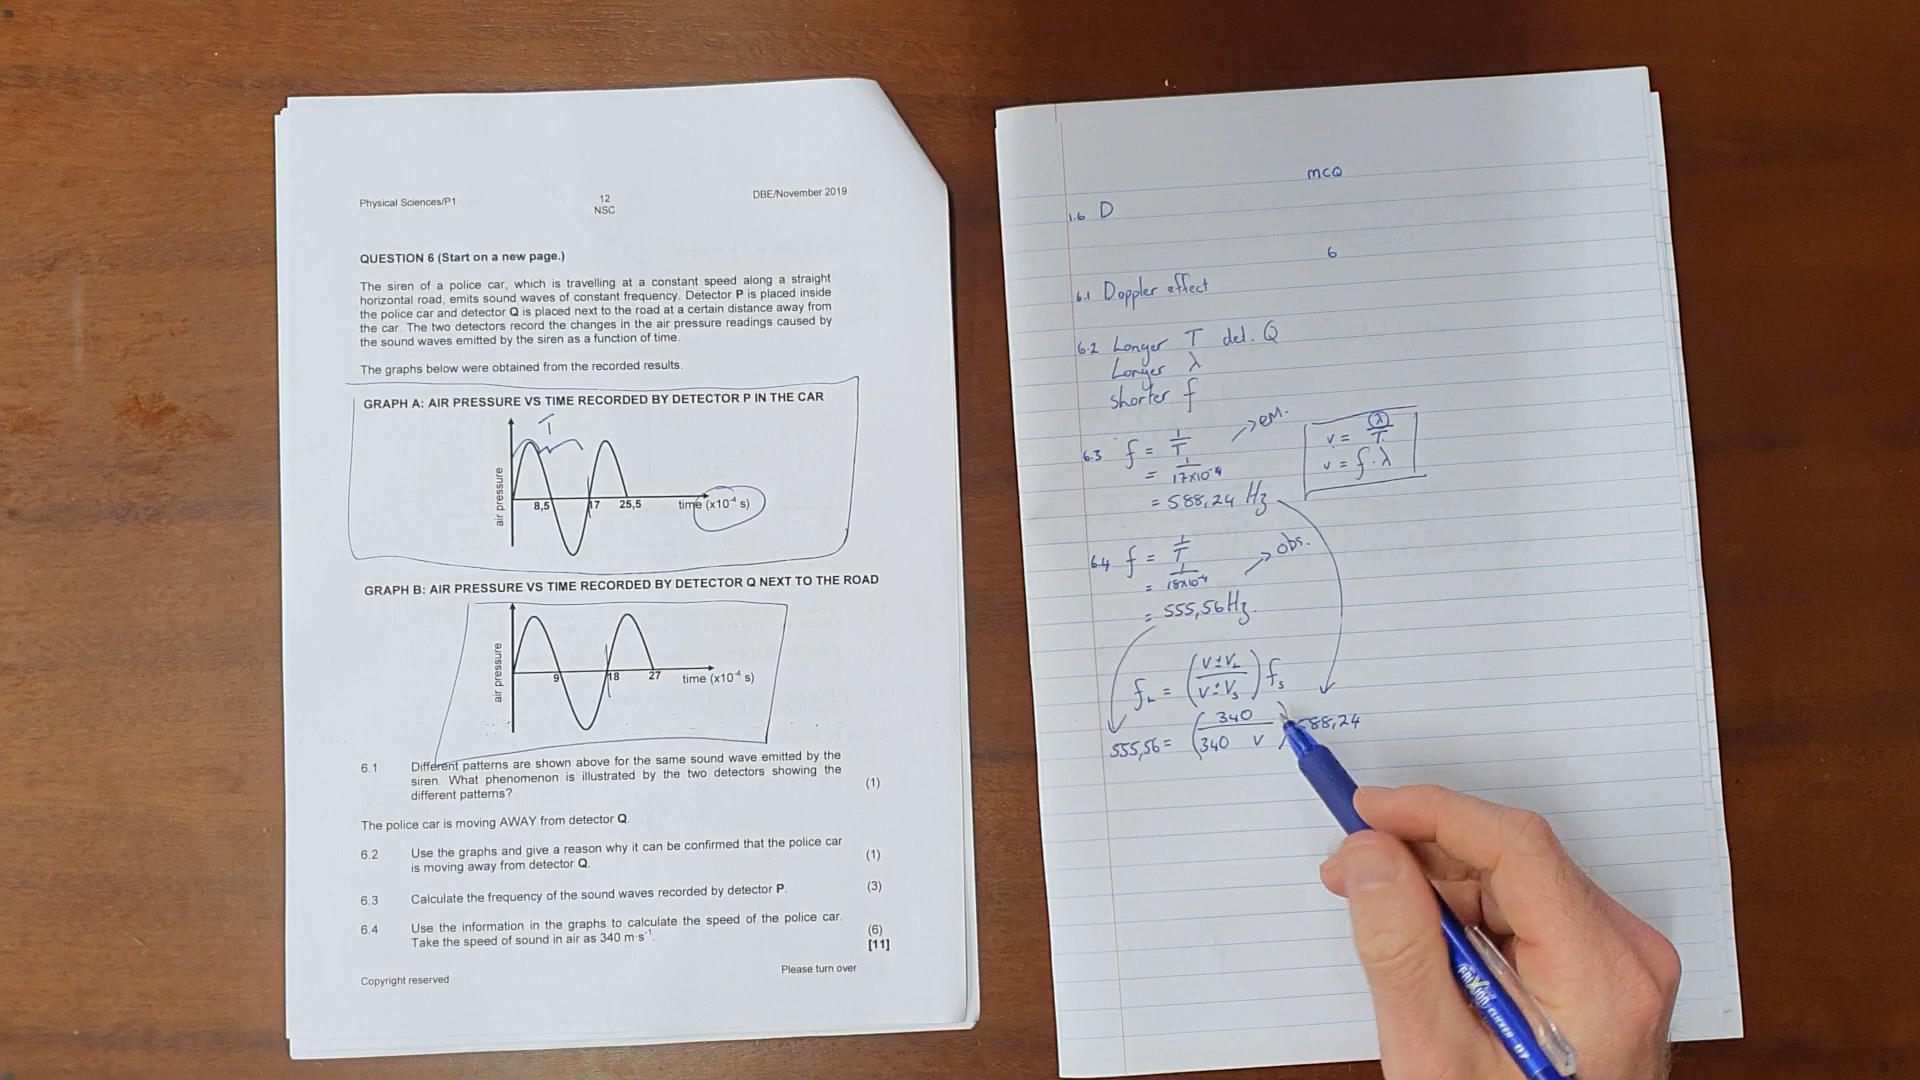 Physical Sciences/P1
12
NSC
DBE/November 2019
QUESTION 6 (Start on a new page.)
The siren of a police car, which is travelling at a constant speed along a straight
horizontal road, emits sound waves of constant frequency. Detector P is placed inside
the police car and detector Q is placed next to the road at a certain distance away from
the car. The two detectors record the changes in the air pressure readings caused by
the sound waves emitted by the siren as a function of time.
The graphs below were obtained from the recorded results.
GRAPH A: AIR PRESSURE VS TIME RECORDED BY DETECTOR P IN THE CAR
T
air pressure
8,5
17
25,5
time (x10⁻⁴ s)
GRAPH B: AIR PRESSURE VS TIME RECORDED BY DETECTOR Q NEXT TO THE ROAD
air pressure
9
18
27
time (x10⁻⁴ s)
6.1 Different patterns are shown above for the same sound wave emitted by the
siren. What phenomenon is illustrated by the two detectors showing the
different patterns? (1)
The police car is moving AWAY from detector Q.
6.2 Use the graphs and give a reason why it can be confirmed that the police car
is moving away from detector Q. (1)
6.3 Calculate the frequency of the sound waves recorded by detector P. (3)
6.4 Use the information in the graphs to calculate the speed of the police car.
Take the speed of sound in air as 340 m·s⁻¹. (6)
[11]
Copyright reserved
Please turn over
MCQ
1.6 D
6
6.1 Doppler effect
6.2 Longer T det. Q
Longer λ
shorter f
6.3 f = 1/T → em.
= 1/17x10⁻⁴
= 588,24 Hz
v = λ/T
v = f·λ
6.4 f = 1/T → obs.
= 1/18x10⁻⁴
= 555,56 Hz
f_L = (v±v_L / v±v_s) f_s
555,56 = (340 / 340 v) 588,24
FRIXION CLICKER 0.7